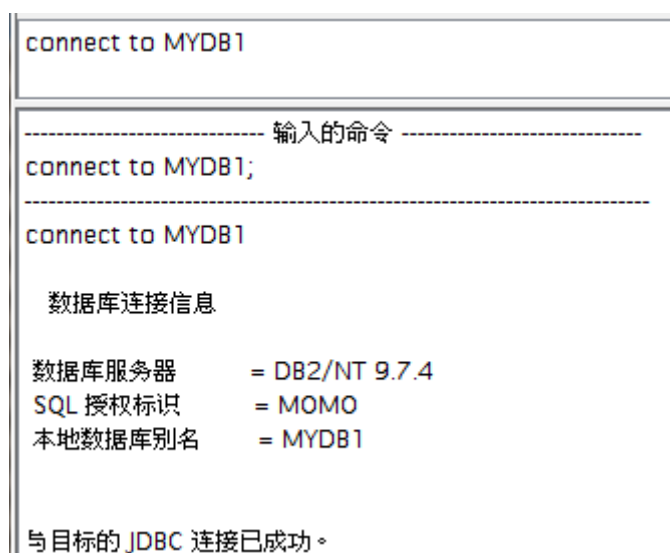 connect to MYDB1
------------------------------ 输入的命令 ------------------------------
connect to MYDB1;
------------------------------------------------------------------------------
connect to MYDB1
数据库连接信息
数据库服务器 = DB2/NT 9.7.4
SQL 授权标识 = MOMO
本地数据库别名 = MYDB1
与目标的 JDBC 连接已成功。